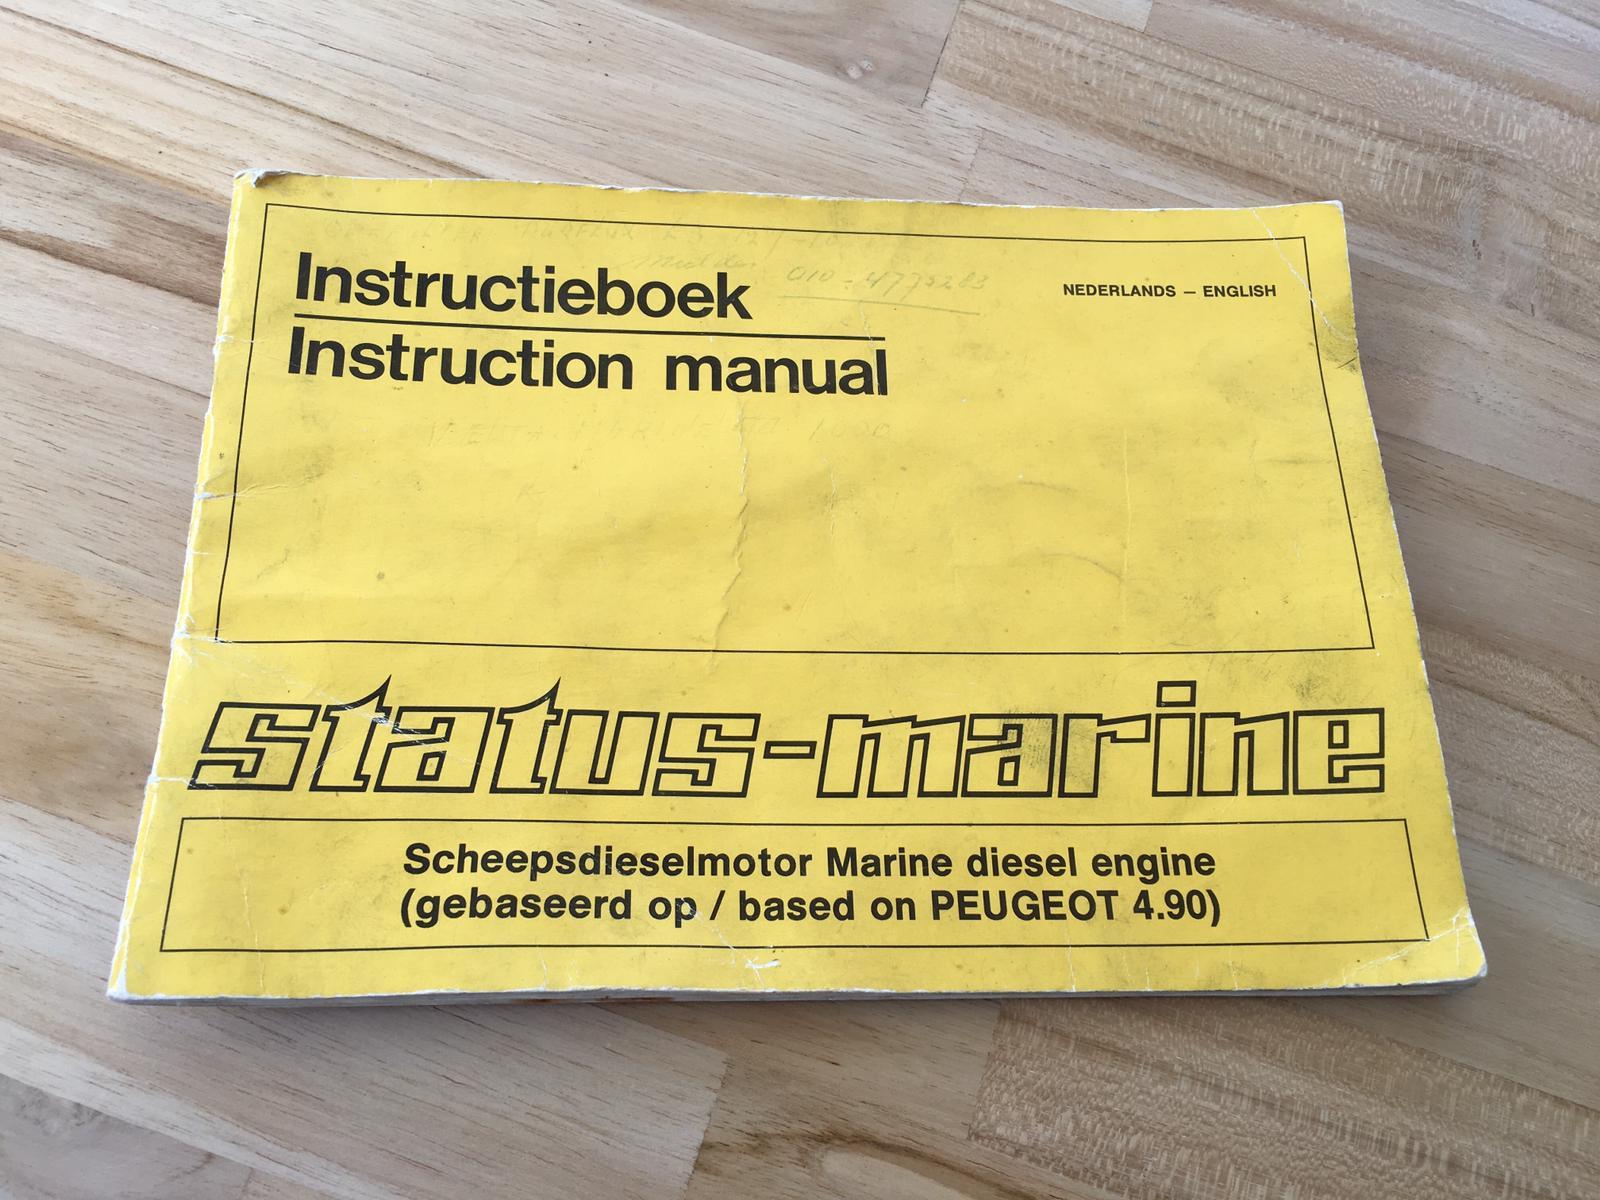 010-4775283
Instructieboek
NEDERLANDS – ENGLISH
Instruction manual
status-marine
Scheepsdieselmotor Marine diesel engine
(gebaseerd op / based on PEUGEOT 4.90)